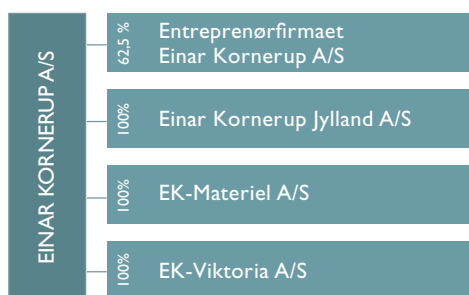 EINAR KORNERUP A/S
62,5 %
Entreprenørfirmaet
Einar Kornerup A/S
100%
Einar Kornerup Jylland A/S
100%
EK-Materiel A/S
100%
EK-Viktoria A/S